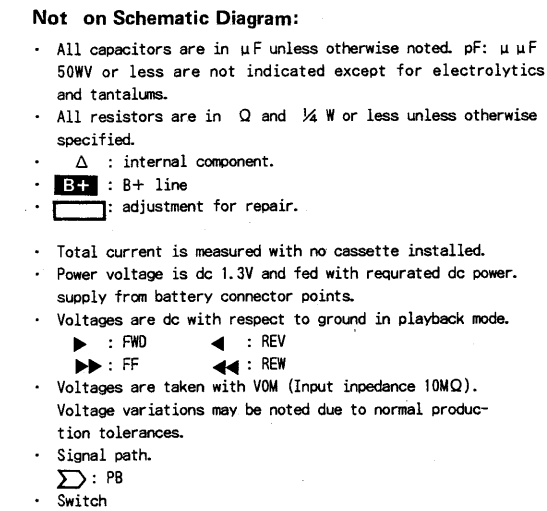 Not on Schematic Diagram:
· All capacitors are in μF unless otherwise noted. pF: μμF
50WV or less are not indicated except for electrolytics
and tantalums.
· All resistors are in Ω and ¼ W or less unless otherwise
specified.
· △ : internal component.
· B+ : B+ line
· : adjustment for repair.
· Total current is measured with no cassette installed.
· Power voltage is dc 1.3V and fed with requrated dc power.
supply from battery connector points.
· Voltages are dc with respect to ground in playback mode.
▶ : FWD ◀ : REV
▶▶ : FF ◀◀ : REW
· Voltages are taken with VOM (Input inpedance 10MΩ).
Voltage variations may be noted due to normal produc-
tion tolerances.
· Signal path.
: PB
· Switch